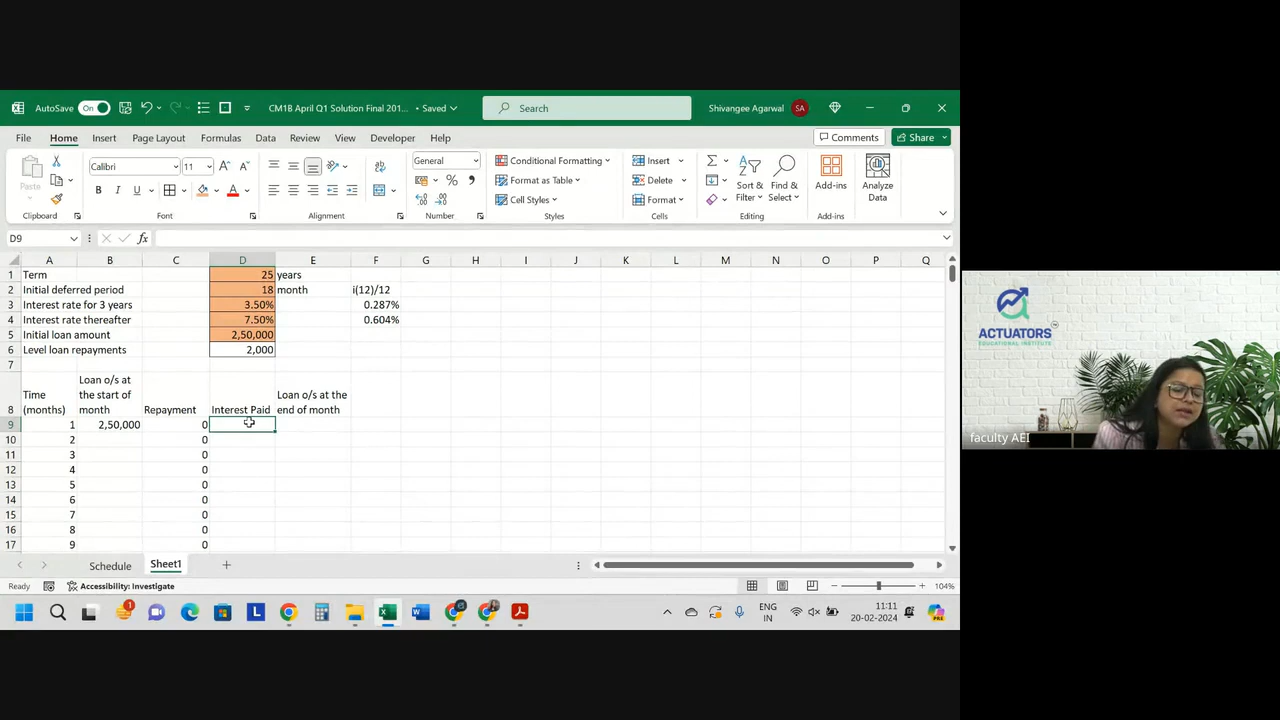 AutoSave On CM1B April Q1 Solution Final 201... • Saved Search Shivangee Agarwal SA
File Home Insert Page Layout Formulas Data Review View Developer Help Comments Share
Paste Calibri 11 General Conditional Formatting Insert
B I U Format as Table Delete Sort & Filter Find & Select Add-ins Analyze Data
Cell Styles Format
Clipboard Font Alignment Number Styles Cells Editing Add-ins
D9 fx
A B C D E F G H I J K L M N O P Q
1 Term 25 years
2 Initial deferred period 18 month i(12)/12
3 Interest rate for 3 years 3.50% 0.287%
4 Interest rate thereafter 7.50% 0.604%
5 Initial loan amount 2,50,000
6 Level loan repayments 2,000
7
8 Time (months) Loan o/s at the start of month Repayment Interest Paid Loan o/s at the end of month
9 1 2,50,000 0
10 2 0
11 3 0
12 4 0
13 5 0
14 6 0
15 7 0
16 8 0
17 9 0
Schedule Sheet1
Ready Accessibility: Investigate 104%
ENG IN 11:11 20-02-2024
ACTUATORS
EDUCATIONAL INSTITUTE
faculty AEI